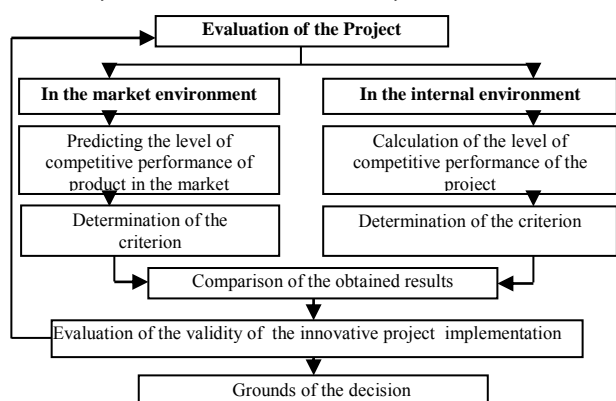 Evaluation of the Project
In the market environment
In the internal environment
Predicting the level of
competitive performance of
product in the market
Calculation of the level of
competitive performance of the
project
Determination of the
criterion
Determination of the criterion
Comparison of the obtained results
Evaluation of the validity of the innovative project implementation
Grounds of the decision